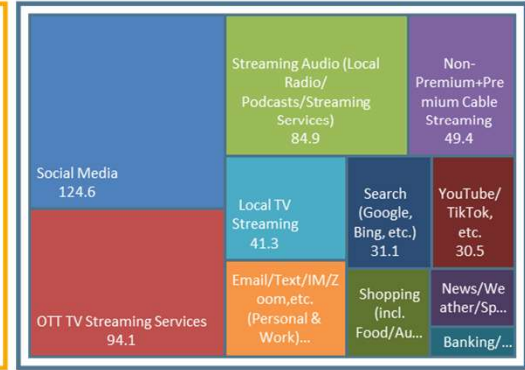 Social Media
124.6
OTT TV Streaming Services
94.1
Streaming Audio (Local
Radio/
Podcasts/Streaming
Services)
84.9
Non-
Premium+Pre
mium Cable
Streaming
49.4
Local TV
Streaming
41.3
Search
(Google,
Bing, etc.)
31.1
YouTube/
TikTok,
etc.
30.5
Email/Text/IM/Z
oom,etc.
(Personal &
Work)...
Shopping
(incl.
Food/Au...
News/We
ather/Sp...
Banking/...